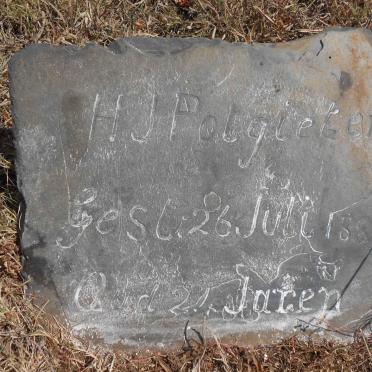 H J Potgieter
Gest. 26 Juli
Oud 21 Jaren